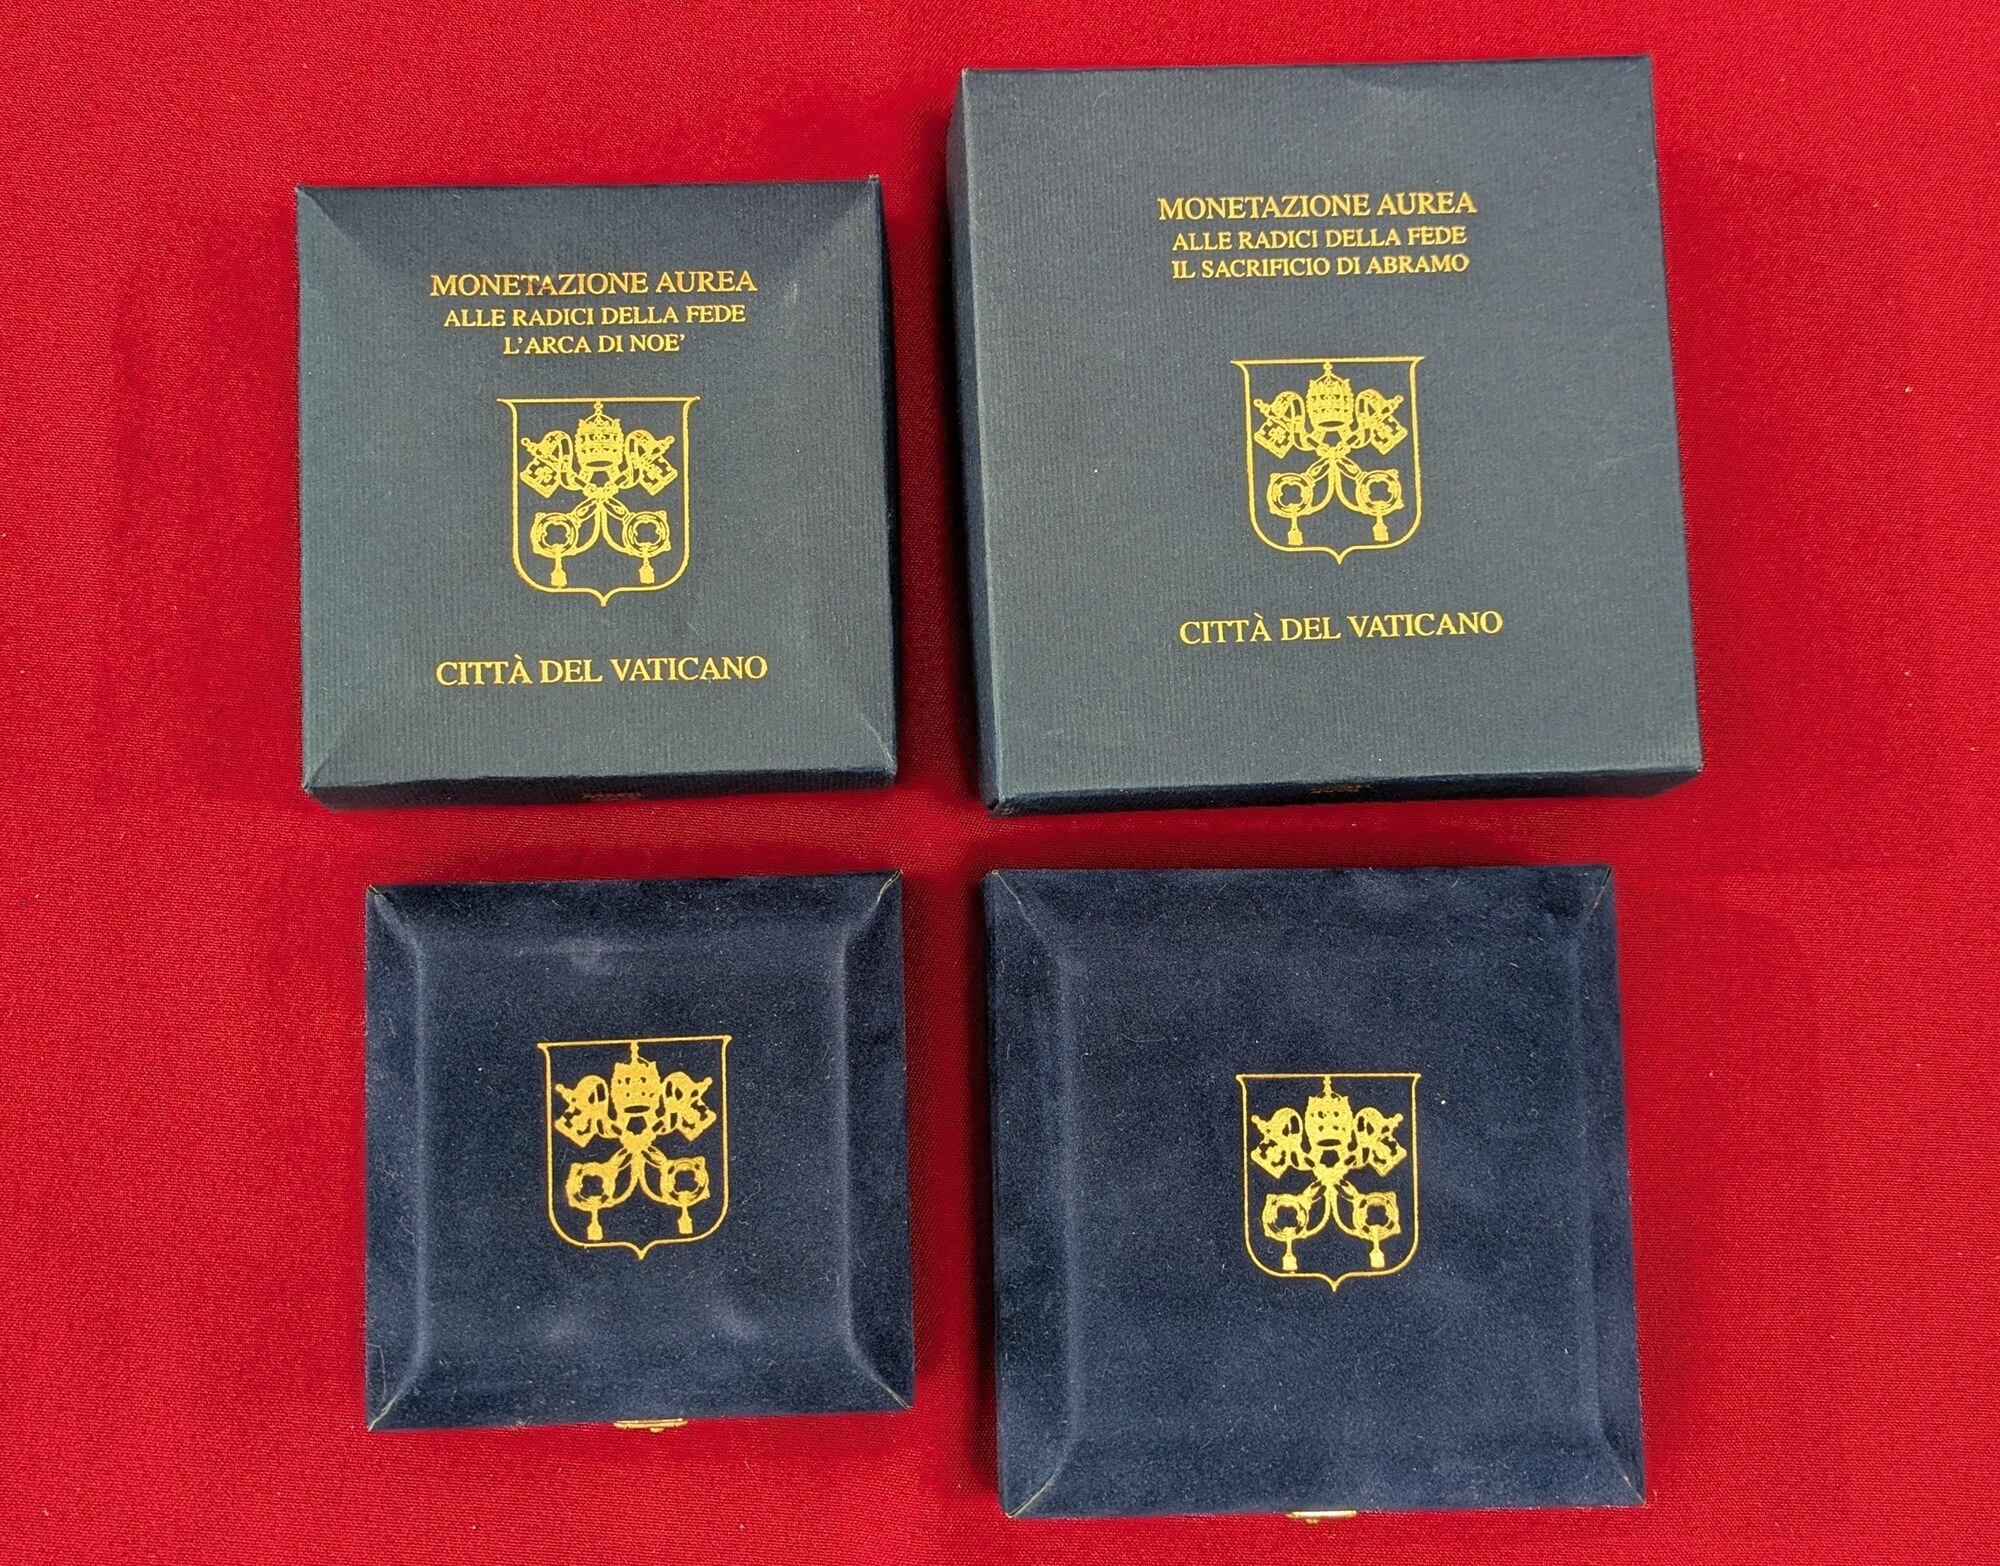 MONETAZIONE AUREA
ALLE RADICI DELLA FEDE
L'ARCA DI NOE'
CITTÀ DEL VATICANO
MONETAZIONE AUREA
ALLE RADICI DELLA FEDE
IL SACRIFICIO DI ABRAMO
CITTÀ DEL VATICANO